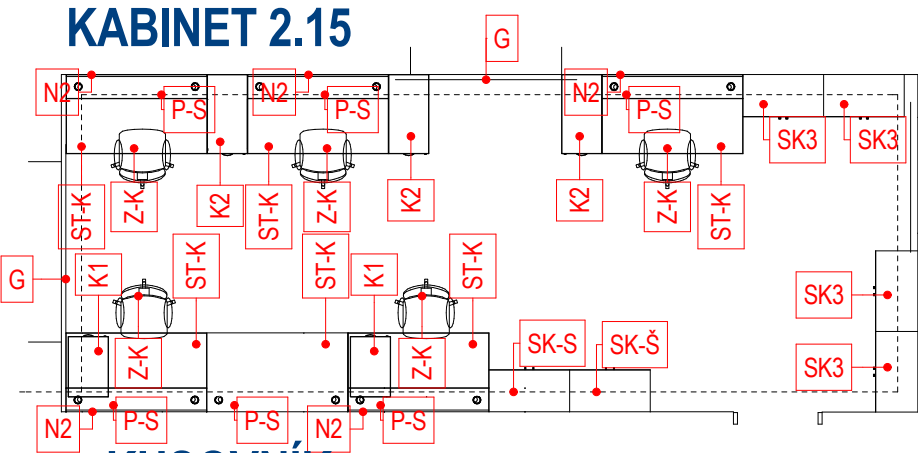 KABINET 2.15
G
N2
P-S
N2
P-S
N2
P-S
SK3
SK3
ST-K
Z-K
K2
ST-K
Z-K
K2
K2
Z-K
ST-K
G
K1
ST-K
ST-K
K1
ST-K
SK3
Z-K
Z-K
SK-S
SK-Š
SK3
N2
P-S
P-S
N2
P-S